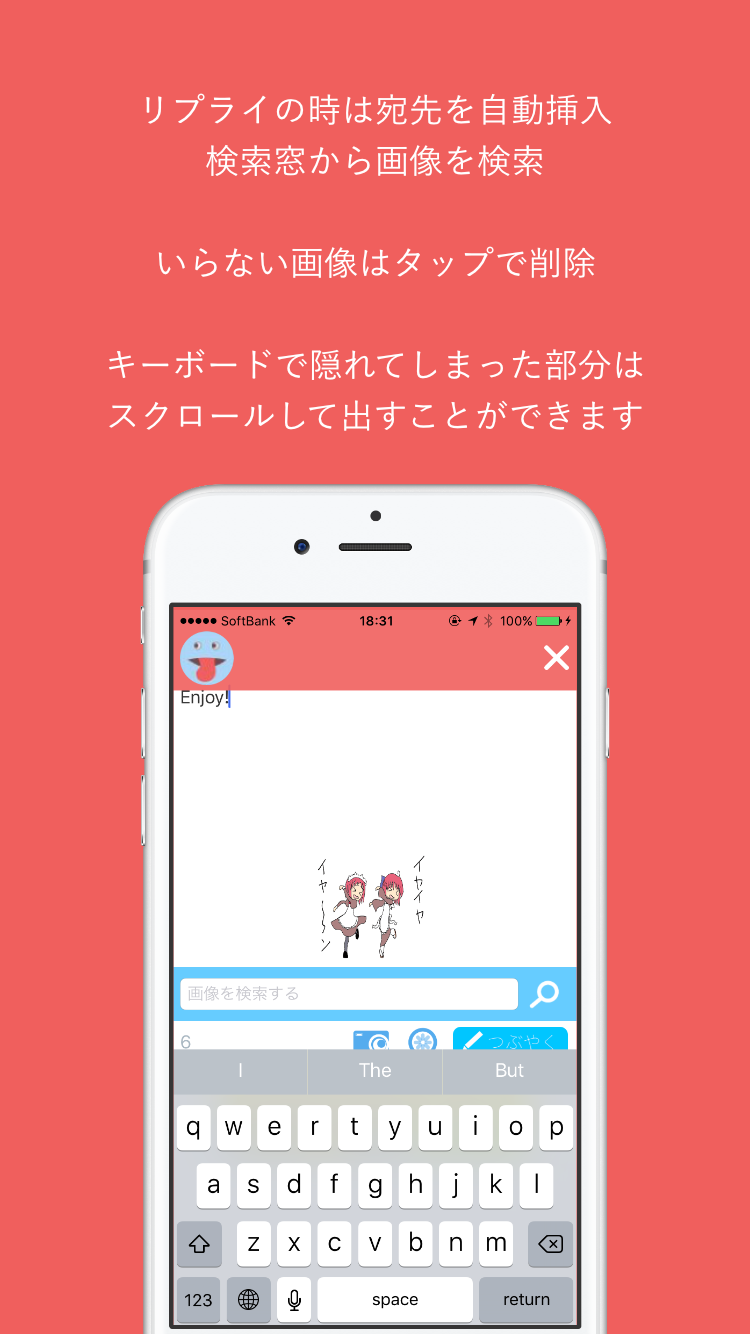 リプライの時は宛先を自動挿入
検索窓から画像を検索
いらない画像はタップで削除
キーボードで隠れてしまった部分は
スクロールして出すことができます
SoftBank 18:31 100%
Enjoy!
イヤイヤ
イヤ〜〜ン
画像を検索する
6 つぶやく
I The But
q w e r t y u i o p
a s d f g h j k l
z x c v b n m
123 space return